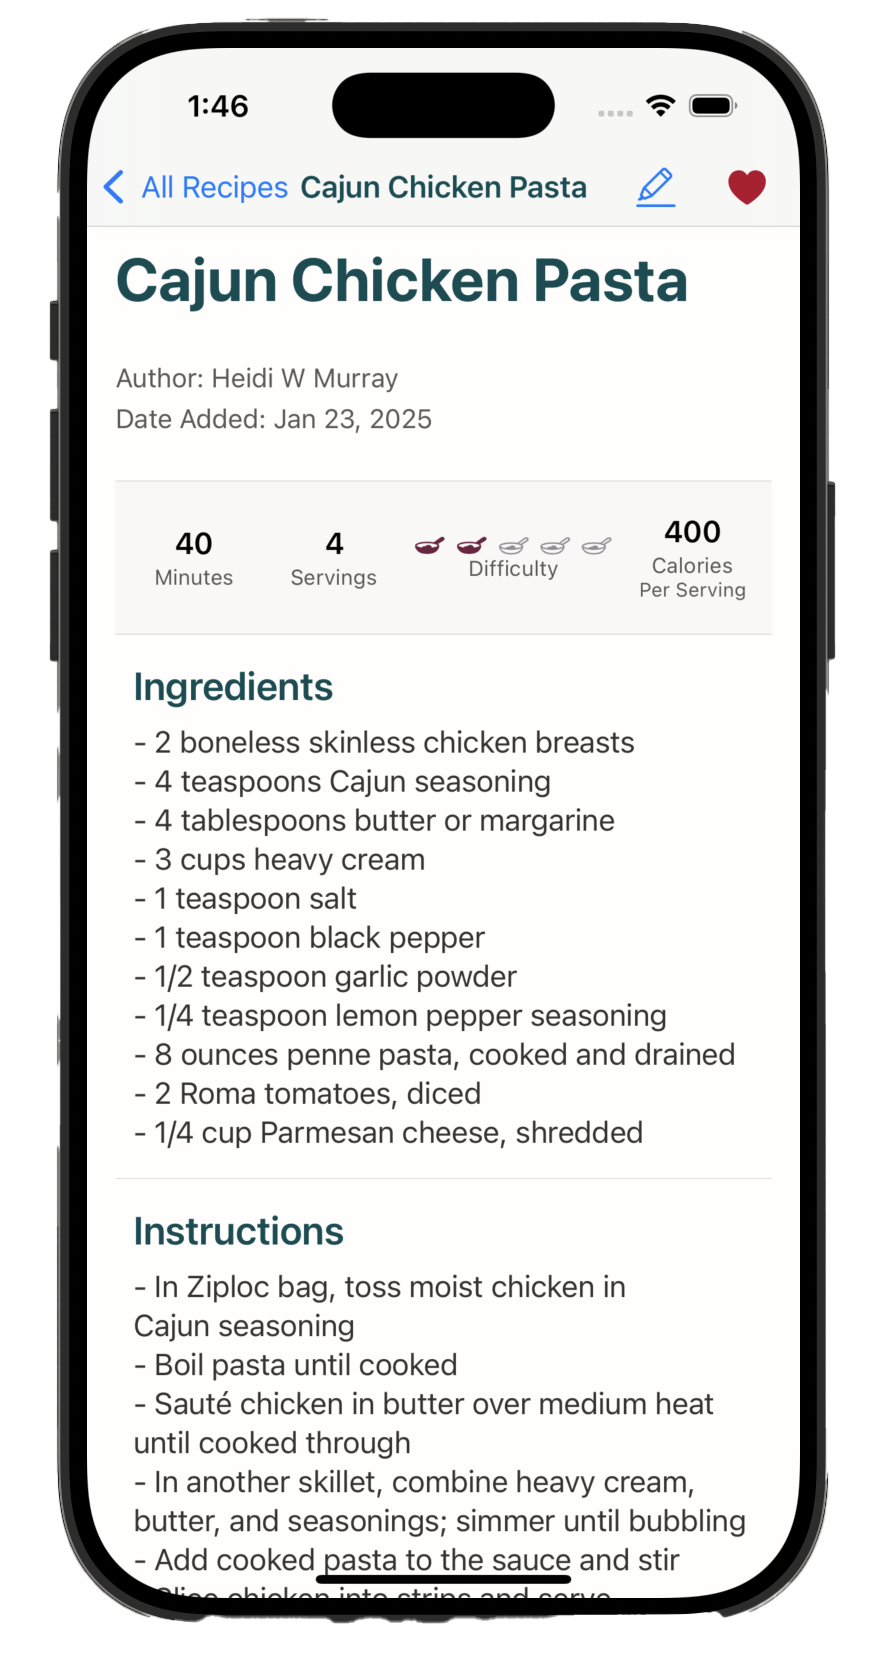 1:46
All Recipes Cajun Chicken Pasta
Cajun Chicken Pasta
Author: Heidi W Murray
Date Added: Jan 23, 2025
40
Minutes
4
Servings
Difficulty
400
Calories
Per Serving
Ingredients
- 2 boneless skinless chicken breasts
- 4 teaspoons Cajun seasoning
- 4 tablespoons butter or margarine
- 3 cups heavy cream
- 1 teaspoon salt
- 1 teaspoon black pepper
- 1/2 teaspoon garlic powder
- 1/4 teaspoon lemon pepper seasoning
- 8 ounces penne pasta, cooked and drained
- 2 Roma tomatoes, diced
- 1/4 cup Parmesan cheese, shredded
Instructions
- In Ziploc bag, toss moist chicken in
Cajun seasoning
- Boil pasta until cooked
- Sauté chicken in butter over medium heat
until cooked through
- In another skillet, combine heavy cream,
butter, and seasonings; simmer until bubbling
- Add cooked pasta to the sauce and stir
Slice chicken into strips and serve